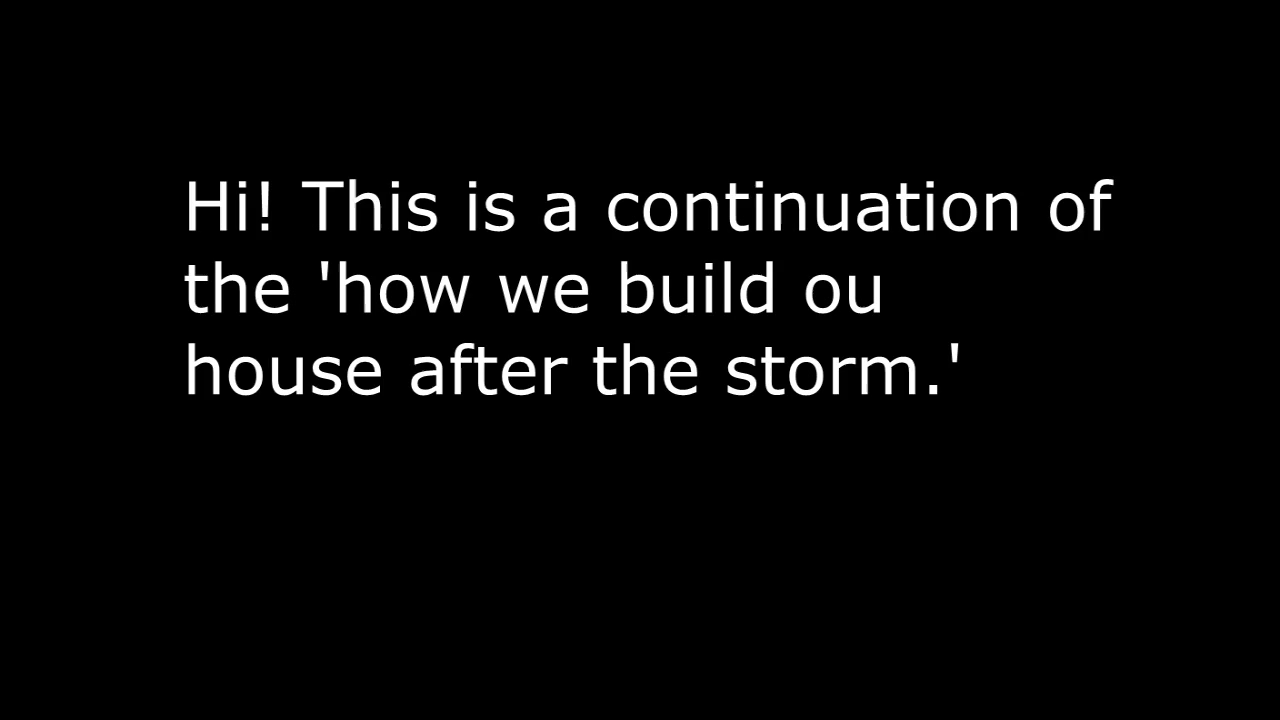 Hi! This is a continuation of
the 'how we build ou
house after the storm.'